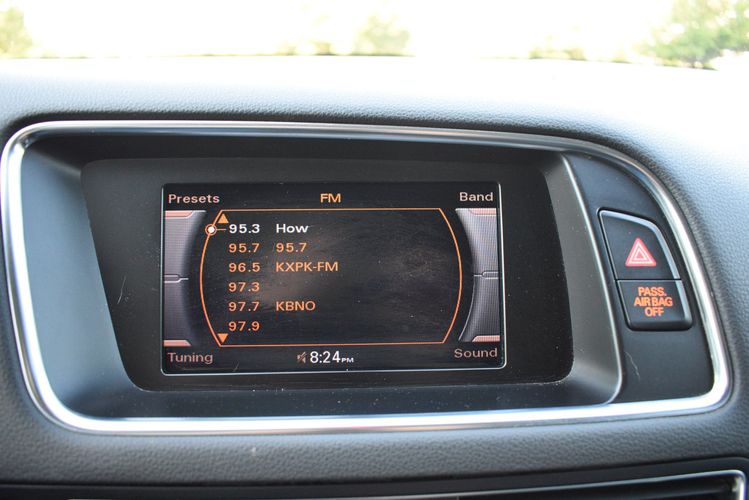 Presets FM Band
95.3 How
95.7 95.7
96.5 KXPK-FM
97.3
97.7 KBNO
97.9
Tuning 8:24PM Sound
PASS.
AIR BAG
OFF